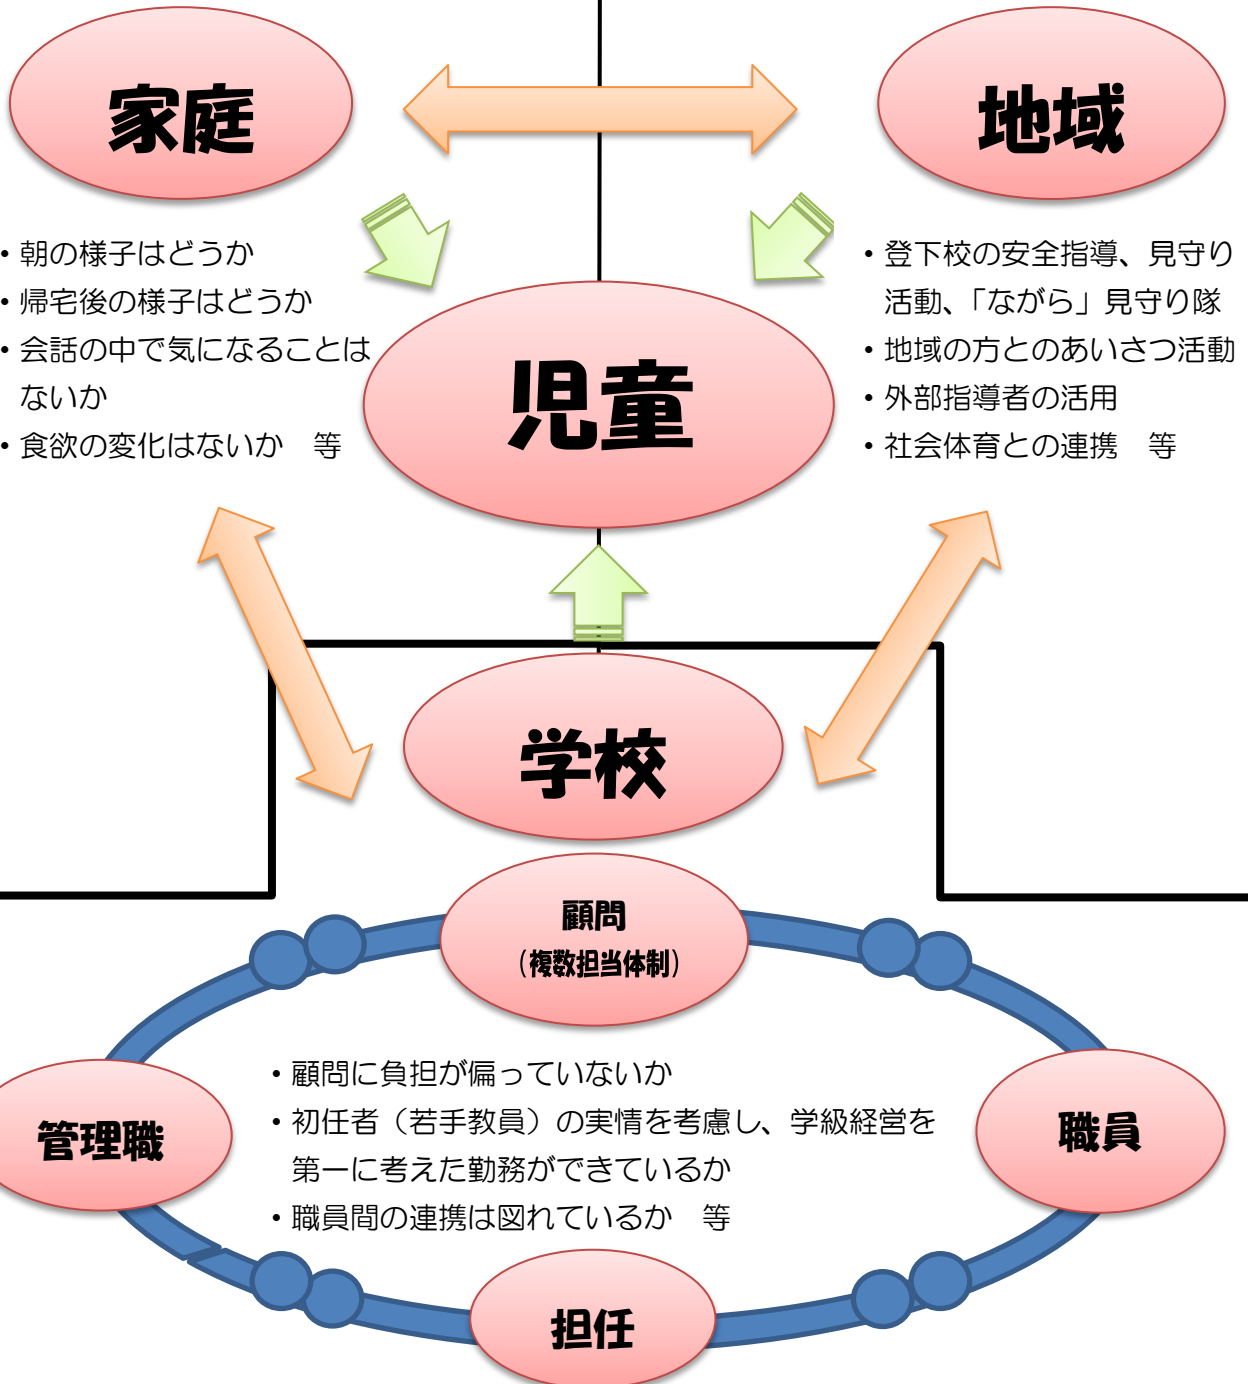 家庭
地域
・朝の様子はどうか
・帰宅後の様子はどうか
・会話の中で気になることは
ないか
・食欲の変化はないか　等
・登下校の安全指導、見守り
活動、「ながら」見守り隊
・地域の方とのあいさつ活動
・外部指導者の活用
・社会体育との連携　等
児童
学校
顧問
（複数担当体制）
管理職
・顧問に負担が偏っていないか
・初任者（若手教員）の実情を考慮し、学級経営を
第一に考えた勤務ができているか
・職員間の連携は図れているか　等
職員
担任